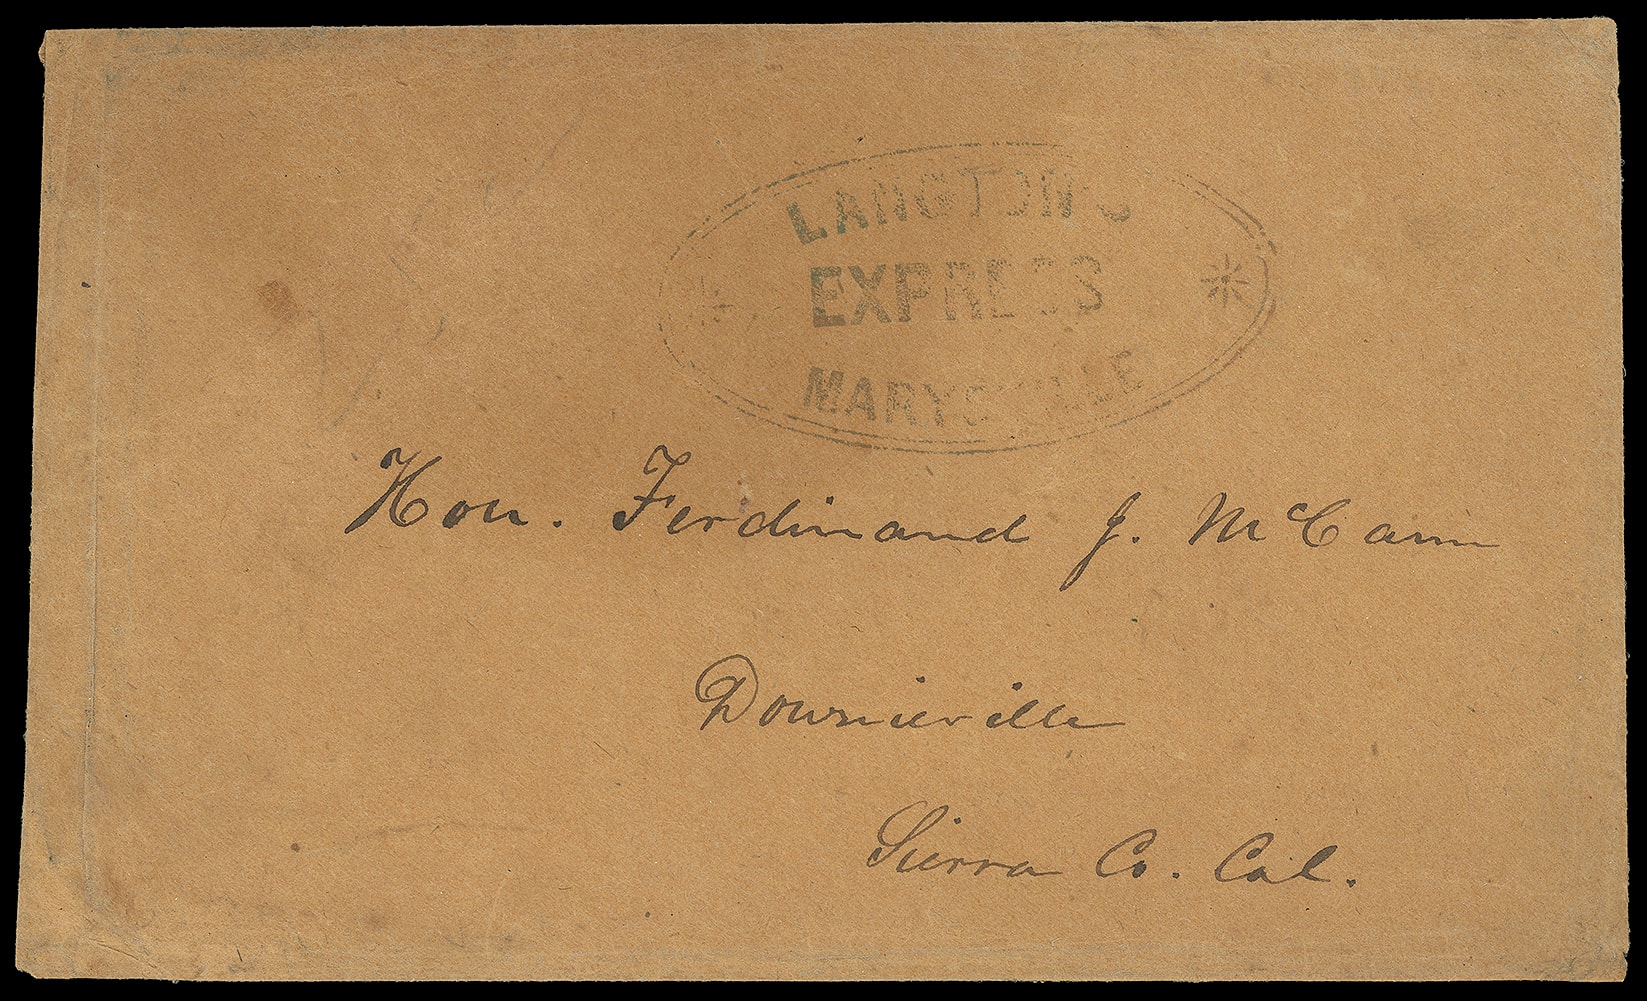 LANGTON'S
EXPRESS
MARYSVILLE
Hon. Ferdinand J. McCann
Downieville
Sierra Co. Cal.